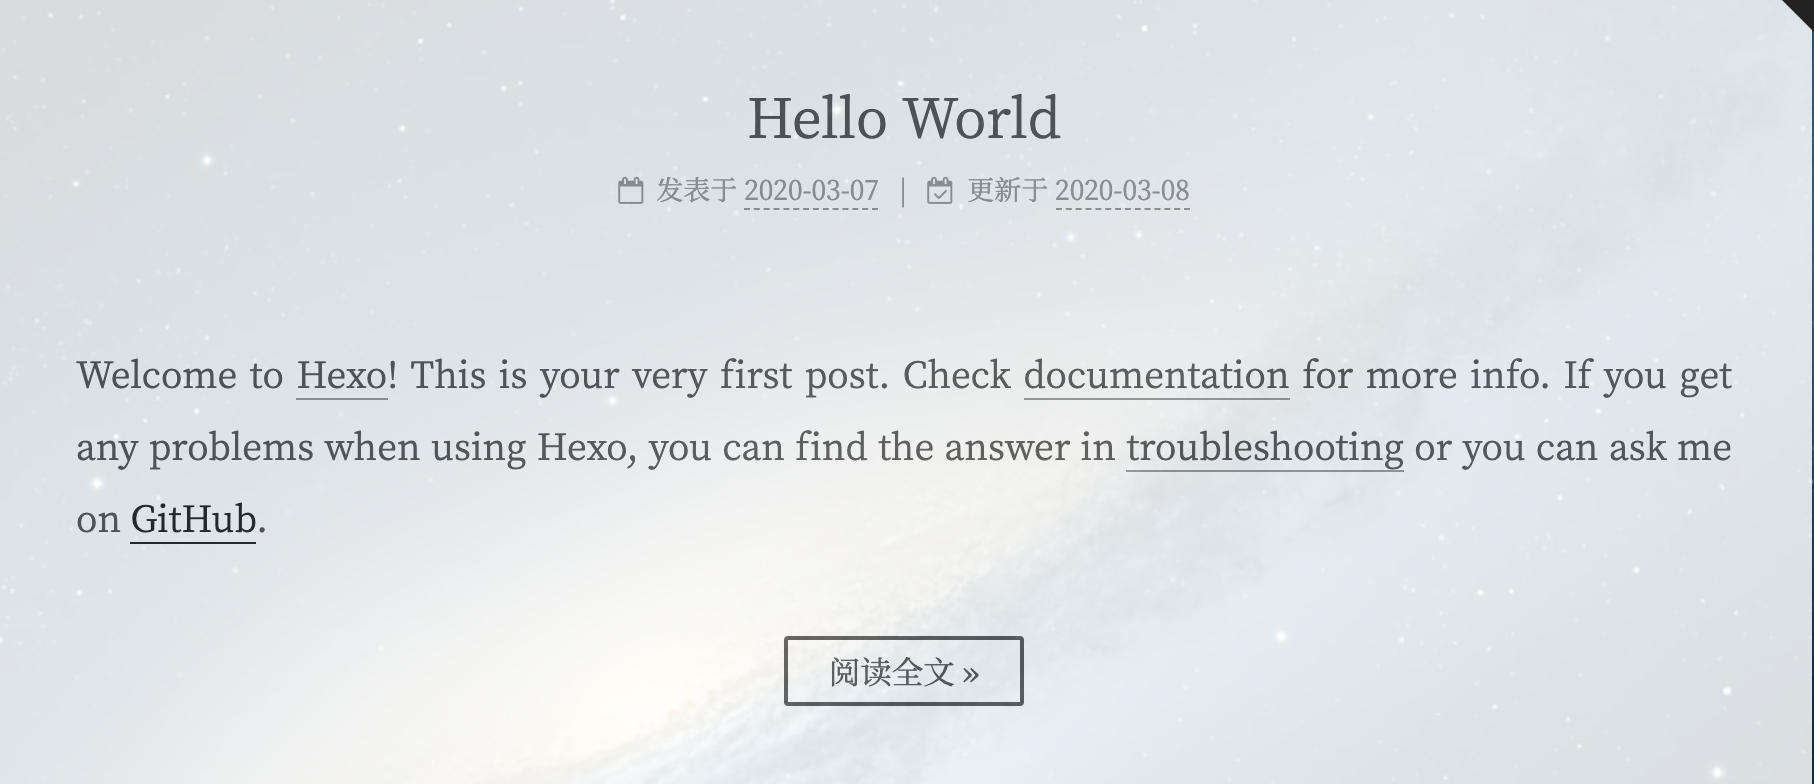 Hello World
发表于 2020-03-07 | 更新于 2020-03-08
Welcome to Hexo! This is your very first post. Check documentation for more info. If you get
any problems when using Hexo, you can find the answer in troubleshooting or you can ask me
on GitHub.
阅读全文 »